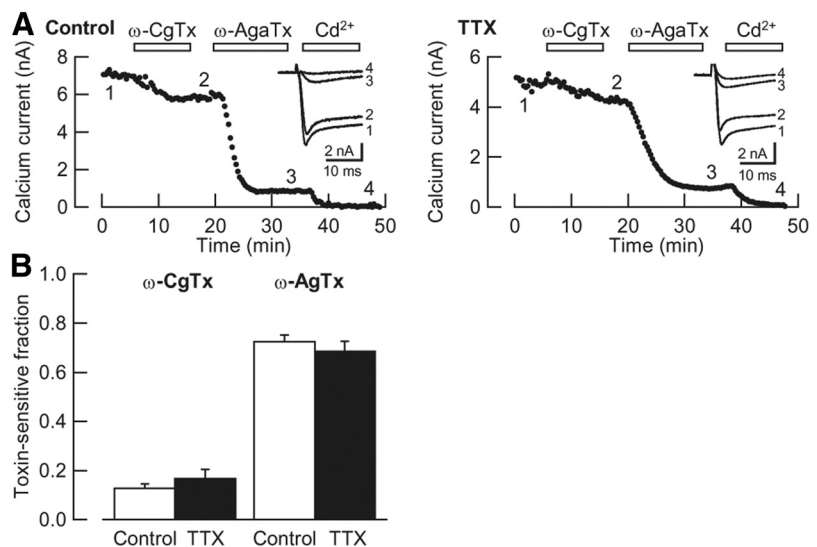 A
Control
ω-CgTx
ω-AgaTx
Cd²⁺
Calcium current (nA)
8
6
4
2
0
1
2
3
4
4
3
2
1
2 nA
10 ms
0
10
20
30
40
50
Time (min)
TTX
ω-CgTx
ω-AgaTx
Cd²⁺
Calcium current (nA)
6
4
2
0
1
2
3
4
4
3
2
1
2 nA
10 ms
0
10
20
30
40
50
Time (min)
B
Toxin-sensitive fraction
1.0
0.8
0.6
0.4
0.2
0.0
ω-CgTx
ω-AgTx
Control
TTX
Control
TTX